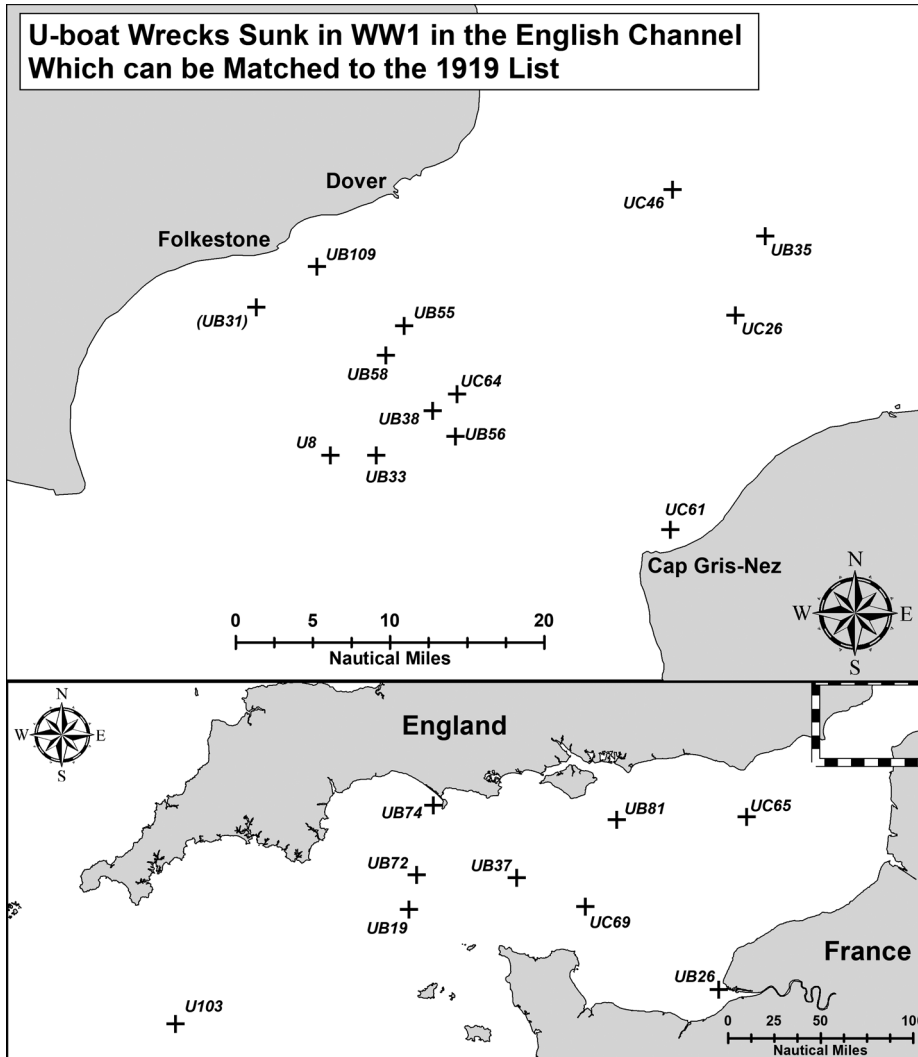 U-boat Wrecks Sunk in WW1 in the English Channel
Which can be Matched to the 1919 List
Dover
UC46
Folkestone
UB35
UB109
(UB31)
UB55
UC26
UB58
UC64
UB38
UB56
U8
UB33
UC61
Cap Gris-Nez
N
W E
S
0 5 10 20
Nautical Miles
N
W E
S
England
UB74
UB81
UC65
UB72
UB37
UB19
UC69
France
UB26
U103
0 25 50 100
Nautical Miles